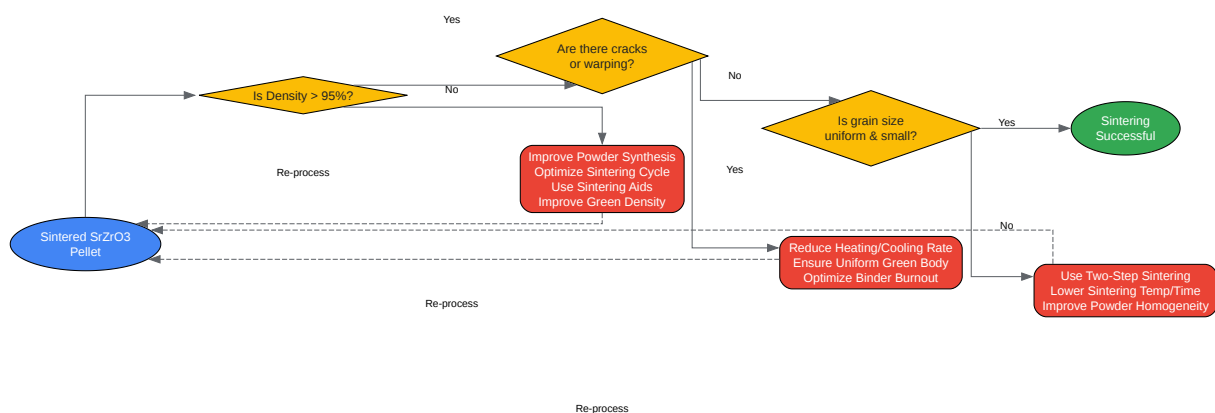 Yes
Are there cracks
or warping?
Is Density > 95%?
No
No
Is grain size
uniform & small?
Yes
Sintering
Successful
Improve Powder Synthesis
Optimize Sintering Cycle
Use Sintering Aids
Improve Green Density
Re-process
Yes
Sintered SrZrO3
Pellet
No
Reduce Heating/Cooling Rate
Ensure Uniform Green Body
Optimize Binder Burnout
Use Two-Step Sintering
Lower Sintering Temp/Time
Improve Powder Homogeneity
Re-process
Re-process